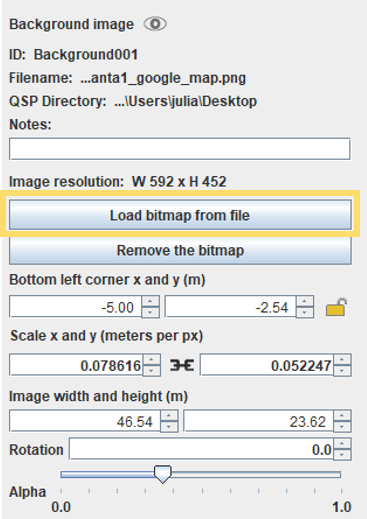 Background image
ID: Background001
Filename: ...anta1_google_map.png
QSP Directory: ...\Users\julia\Desktop
Notes:
Image resolution: W 592 x H 452
Load bitmap from file
Remove the bitmap
Bottom left corner x and y (m)
-5.00 -2.54
Scale x and y (meters per px)
0.078616 0.052247
Image width and height (m)
46.54 23.62
Rotation 0.0
Alpha
0.0 1.0